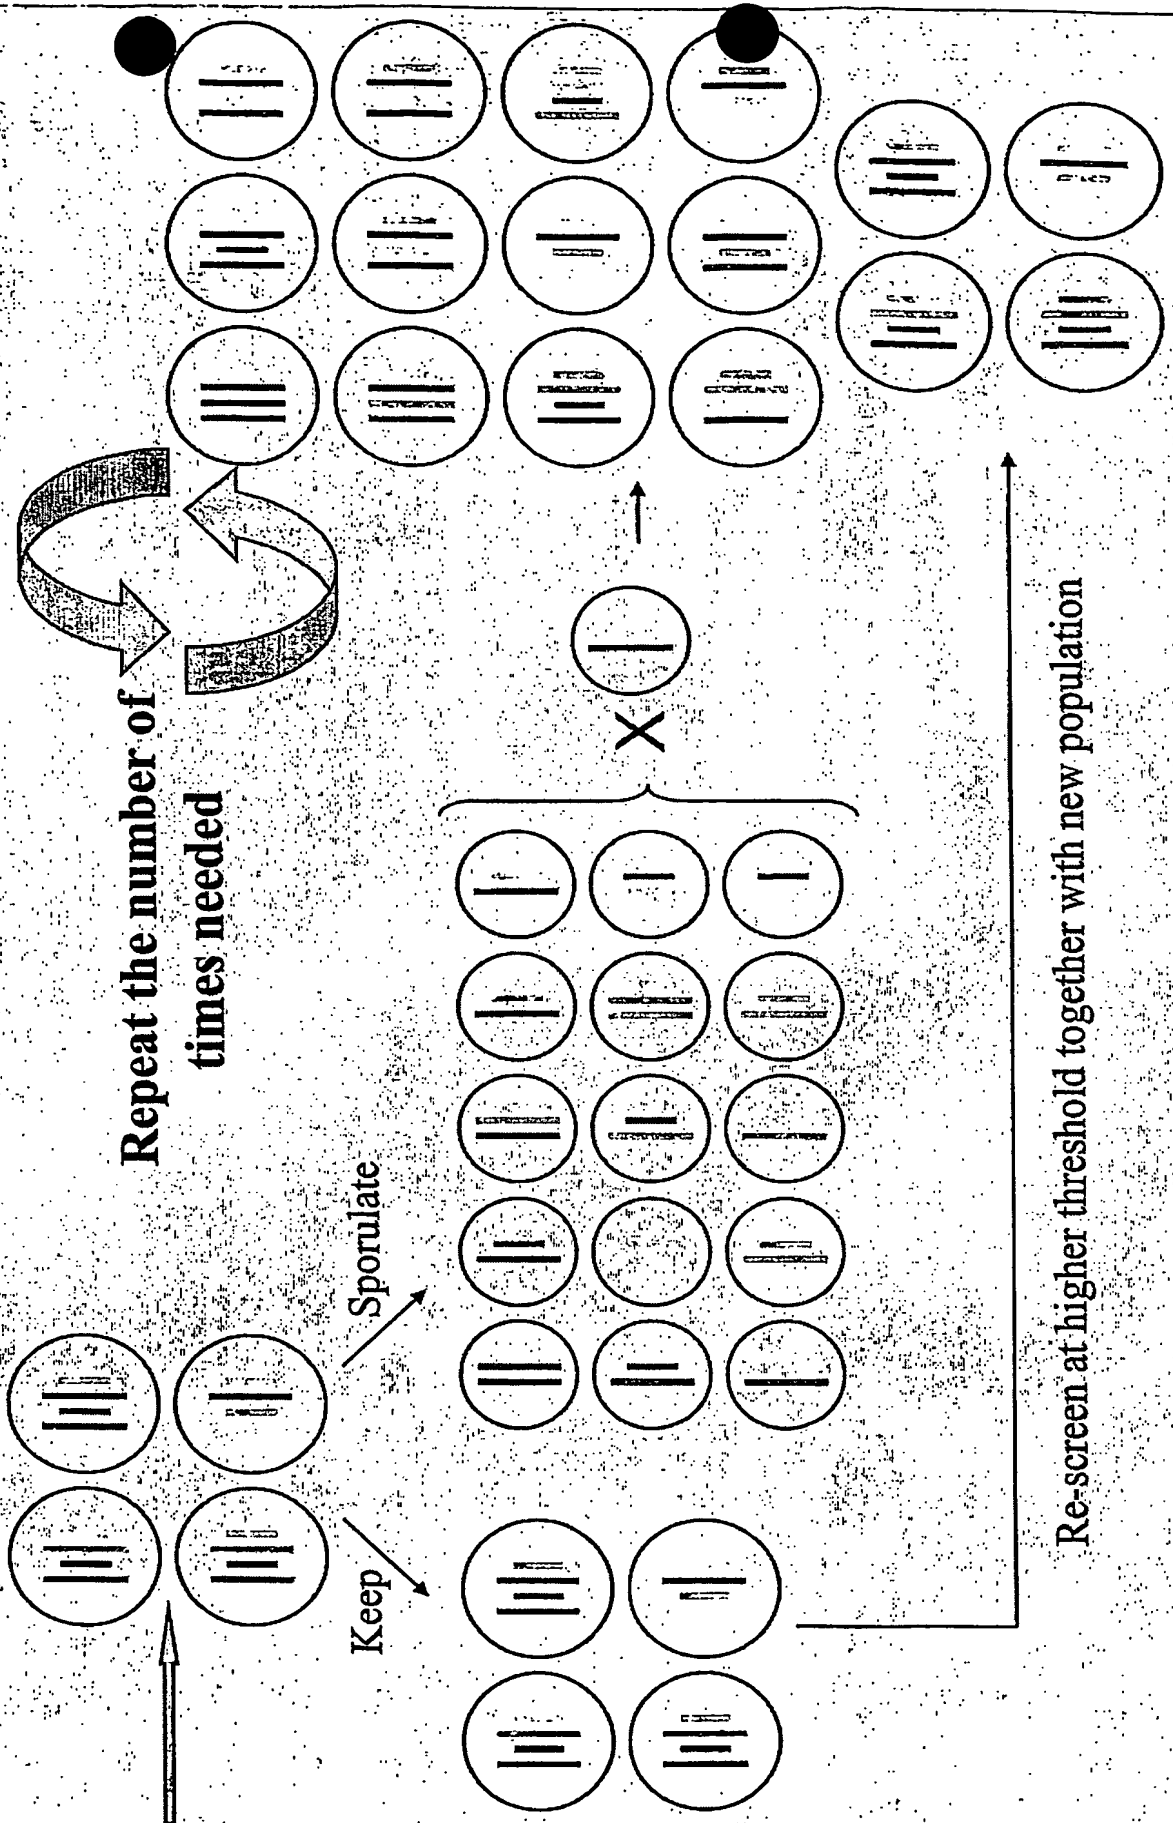 Repeat the number of
times needed
Sporulate
Keep
X
Re-screen at higher threshold together with new population